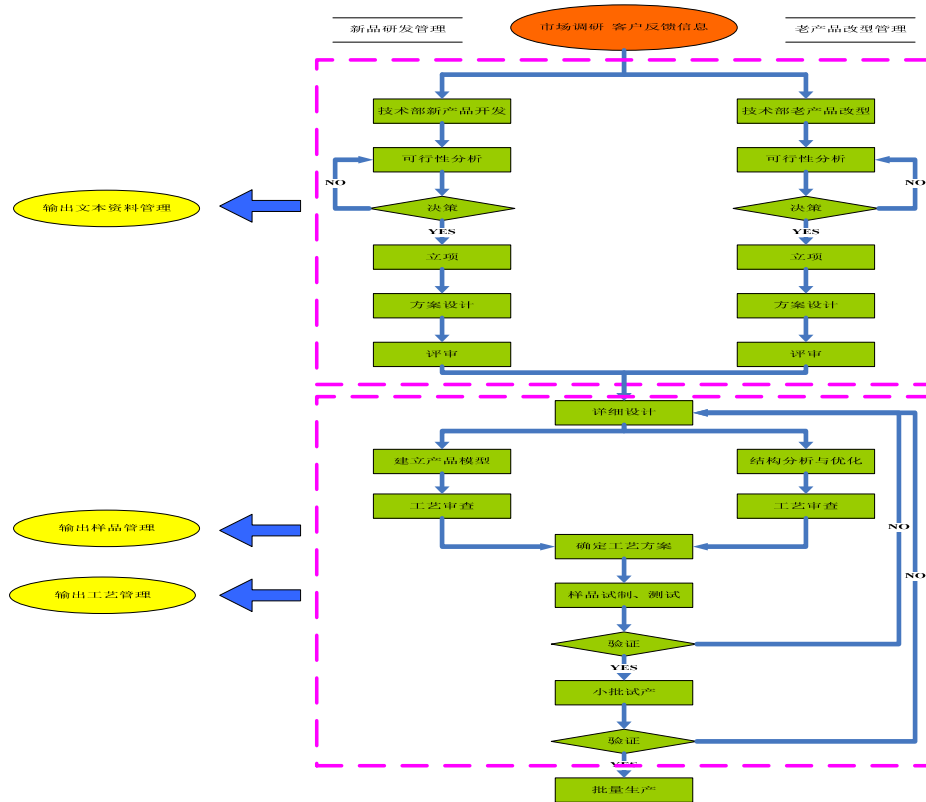 新品研发管理
市场调研 客户反馈信息
老产品改型管理
技术部新产品开发
技术部老产品改型
可行性分析
可行性分析
NO
NO
输出文本资料管理
决策
决策
YES
YES
立项
立项
方案设计
方案设计
评审
评审
详细设计
建立产品模型
结构分析与优化
工艺审查
工艺审查
输出样品管理
NO
确定工艺方案
NO
输出工艺管理
样品试制、测试
验证
YES
小批试产
验证
YES
批量生产